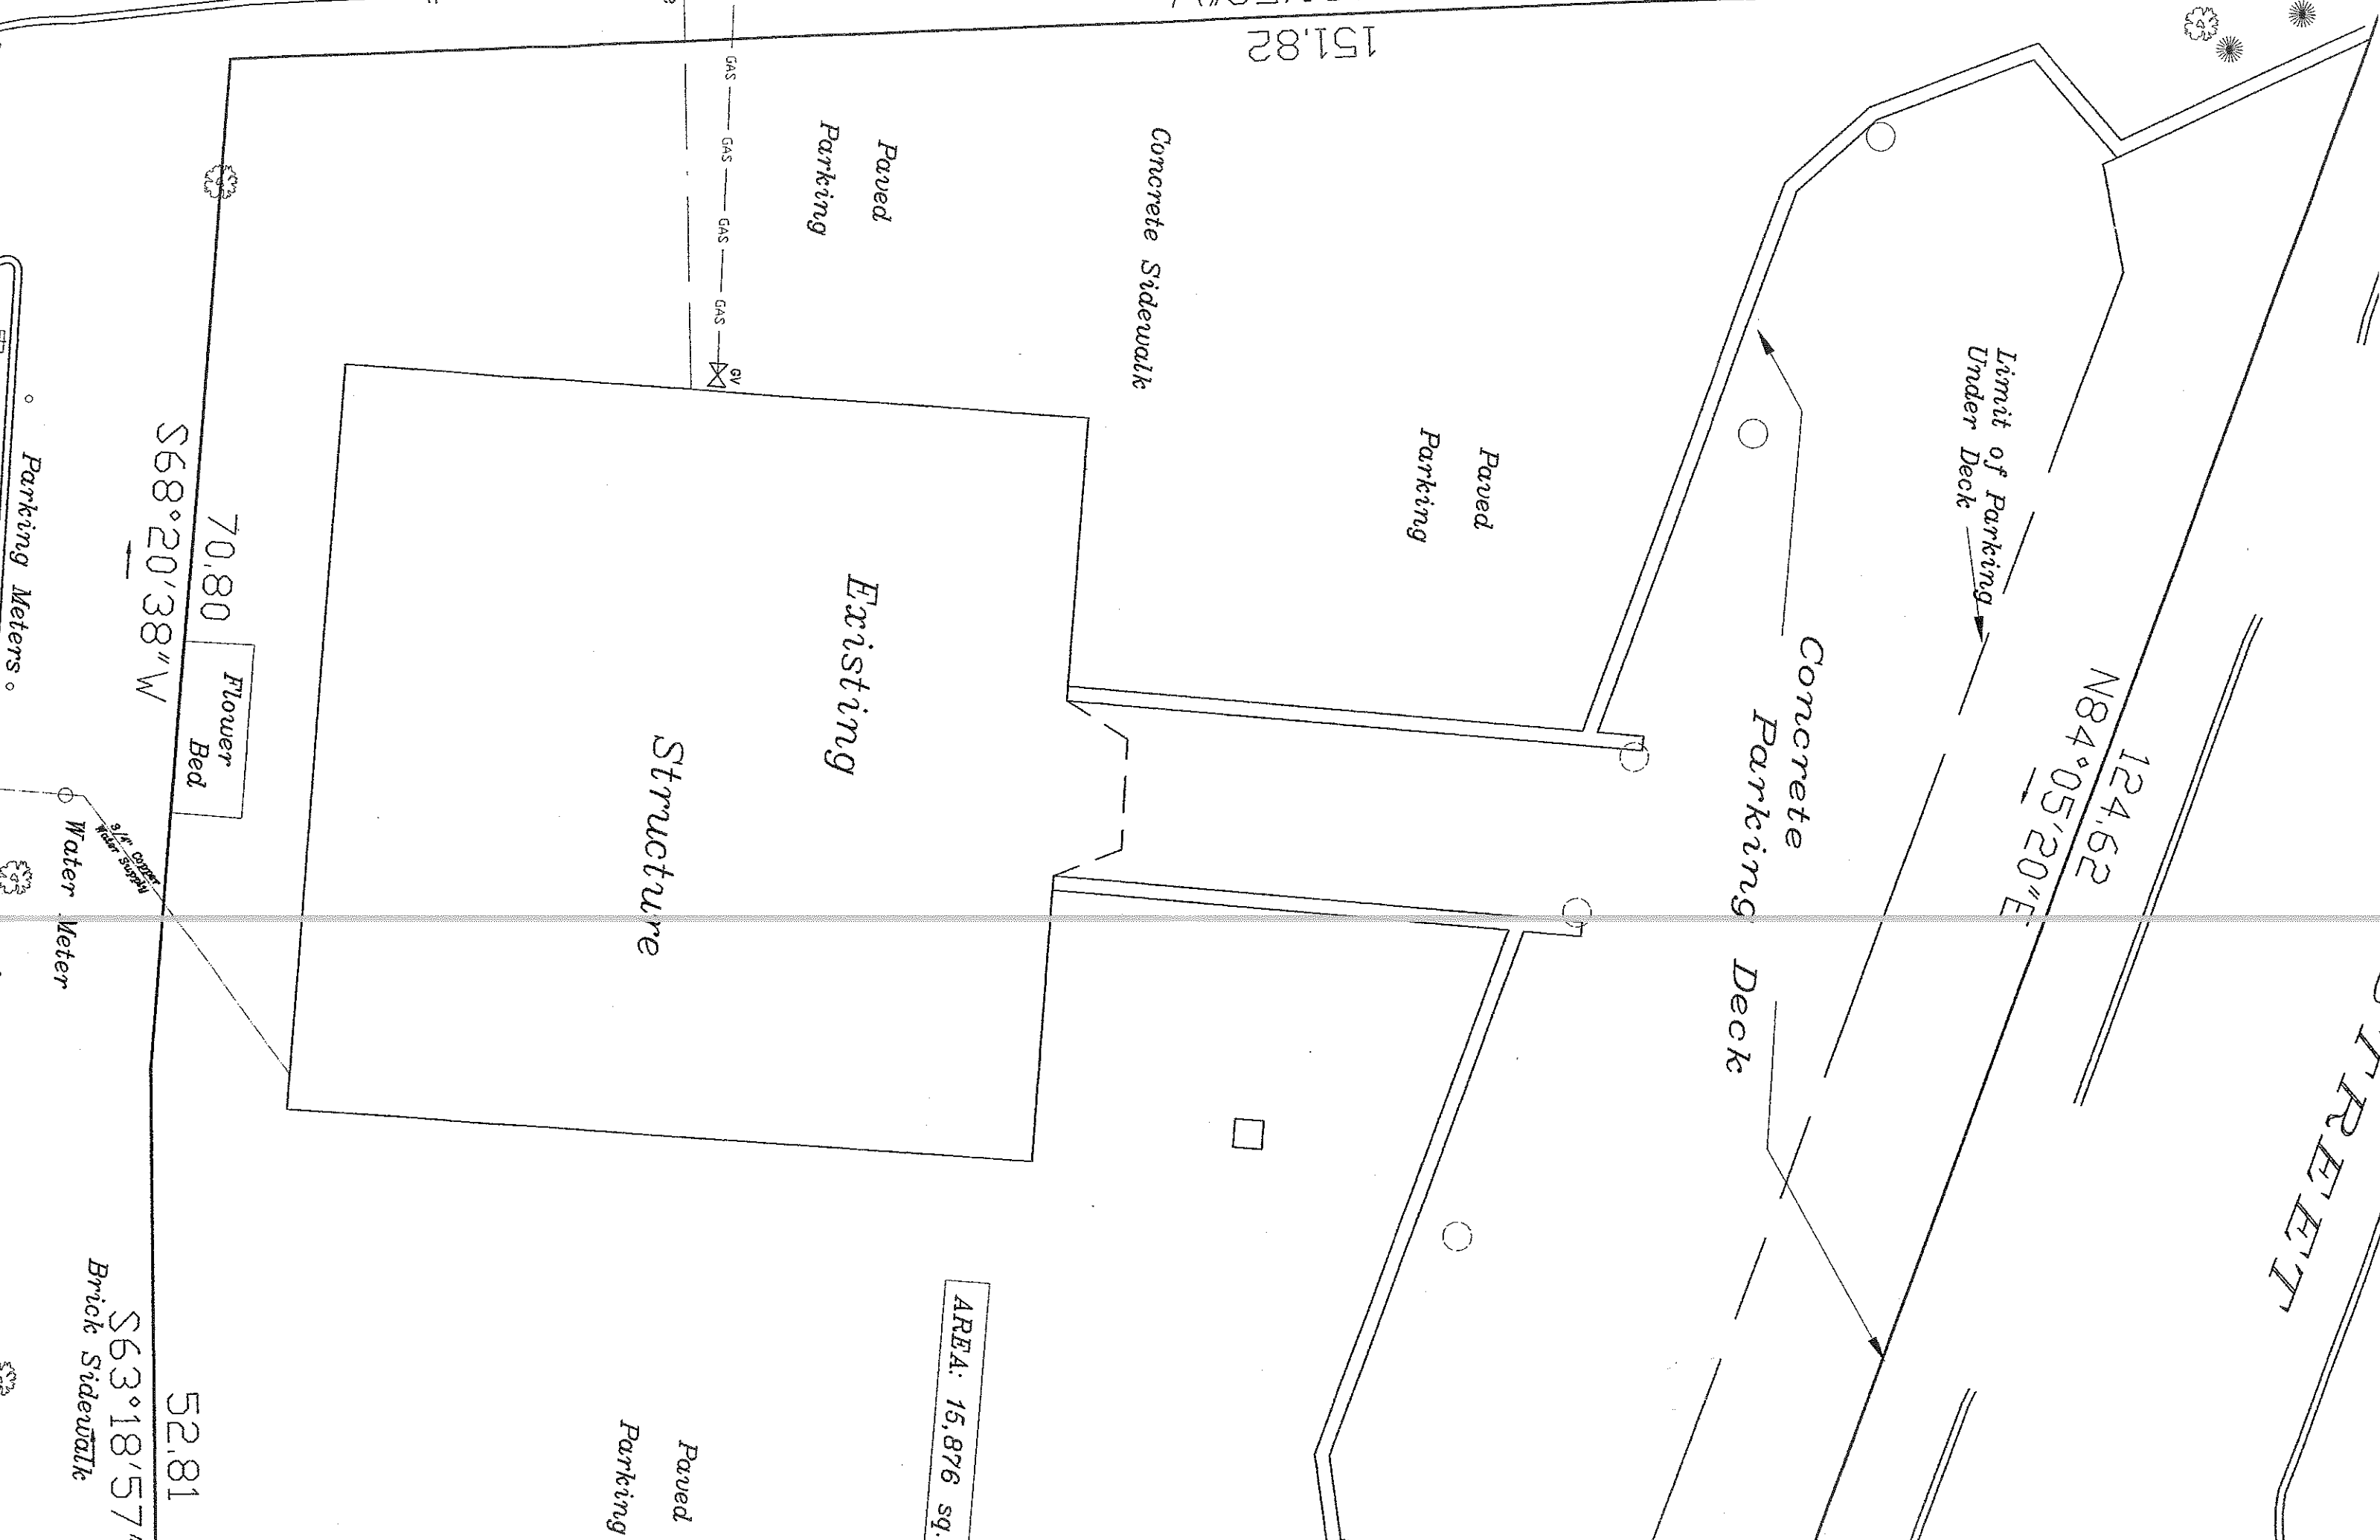 151.82
GAS
GAS
GAS
GAS
GV
Paved
Parking
Concrete Sidewalk
Paved
Parking
Limit of Parking
Under Deck
Concrete
Parking Deck
124.62
N84°05'20"E
STREET
Existing
Structure
70.80
S68°20'38"W
Flower
Bed
Parking Meters
3/4" Copper
Water Supply
Water Meter
AREA: 15,876 sq.
Paved
Parking
52.81
S63°18'57"
Brick Sidewalk